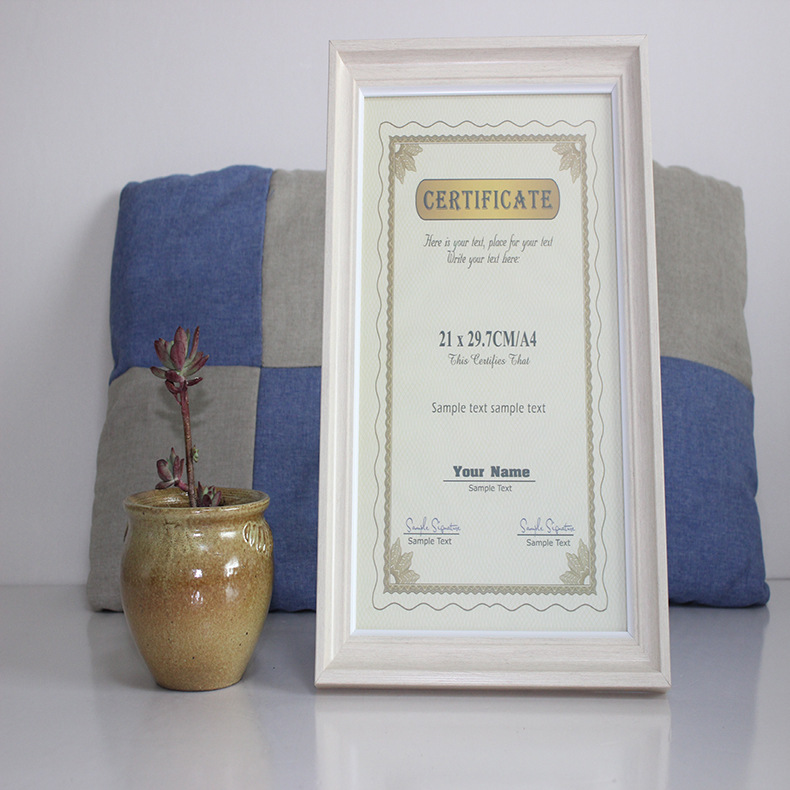 CERTIFICATE
Here is your text, place for your text
Write your text here:
21 x 29.7CM/A4
This Certifies That
Sample text sample text
Your Name
Sample Text
Sample Signature Sample Signature
Sample Text Sample Text